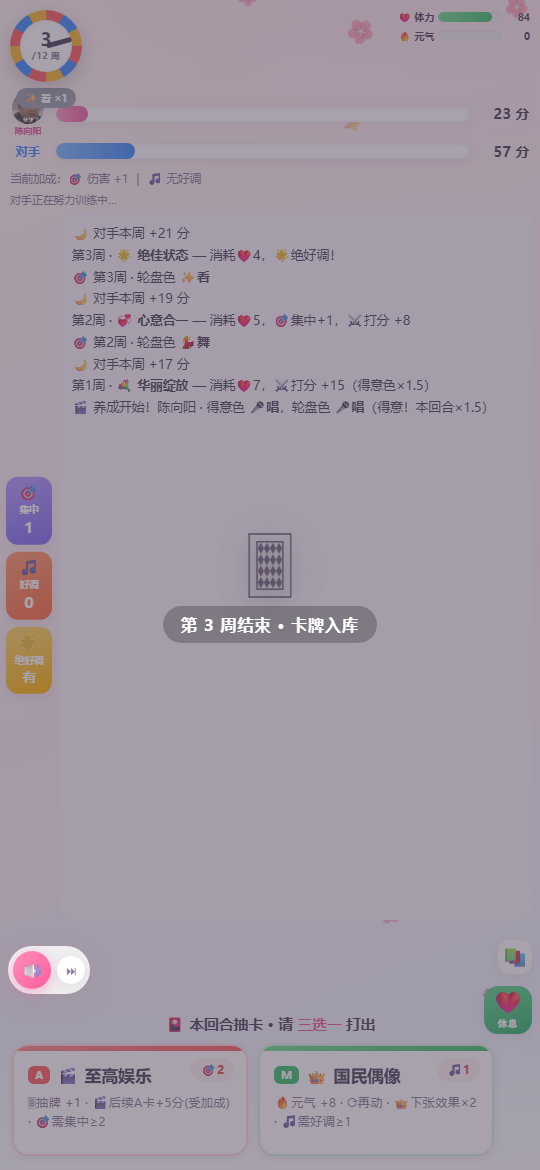 3
/12 周
体力 84
元气 0
看 ×1
陈向阳
23 分
对手
57 分
当前加成: 伤害 +1 | 无好调
对手正在努力训练中...
对手本周 +21 分
第3周 · 绝佳状态 — 消耗 4, 绝好调!
第3周 · 轮盘色 看
对手本周 +19 分
第2周 · 心意合一 — 消耗 5, 集中+1, 打分 +8
第2周 · 轮盘色 舞
对手本周 +17 分
第1周 · 华丽绽放 — 消耗 7, 打分 +15 (得意色×1.5)
养成开始! 陈向阳 · 得意色 唱, 轮盘色 唱 (得意! 本回合×1.5)
集中
1
好调
0
绝好调
有
第 3 周结束 • 卡牌入库
休息
本回合抽卡 • 请 三选一 打出
A 至高娱乐 2
抽牌 +1 · 后续A卡+5分(受加成)
· 需集中≥2
M 国民偶像 1
元气 +8 · 再动 · 下张效果×2
· 需好调≥1